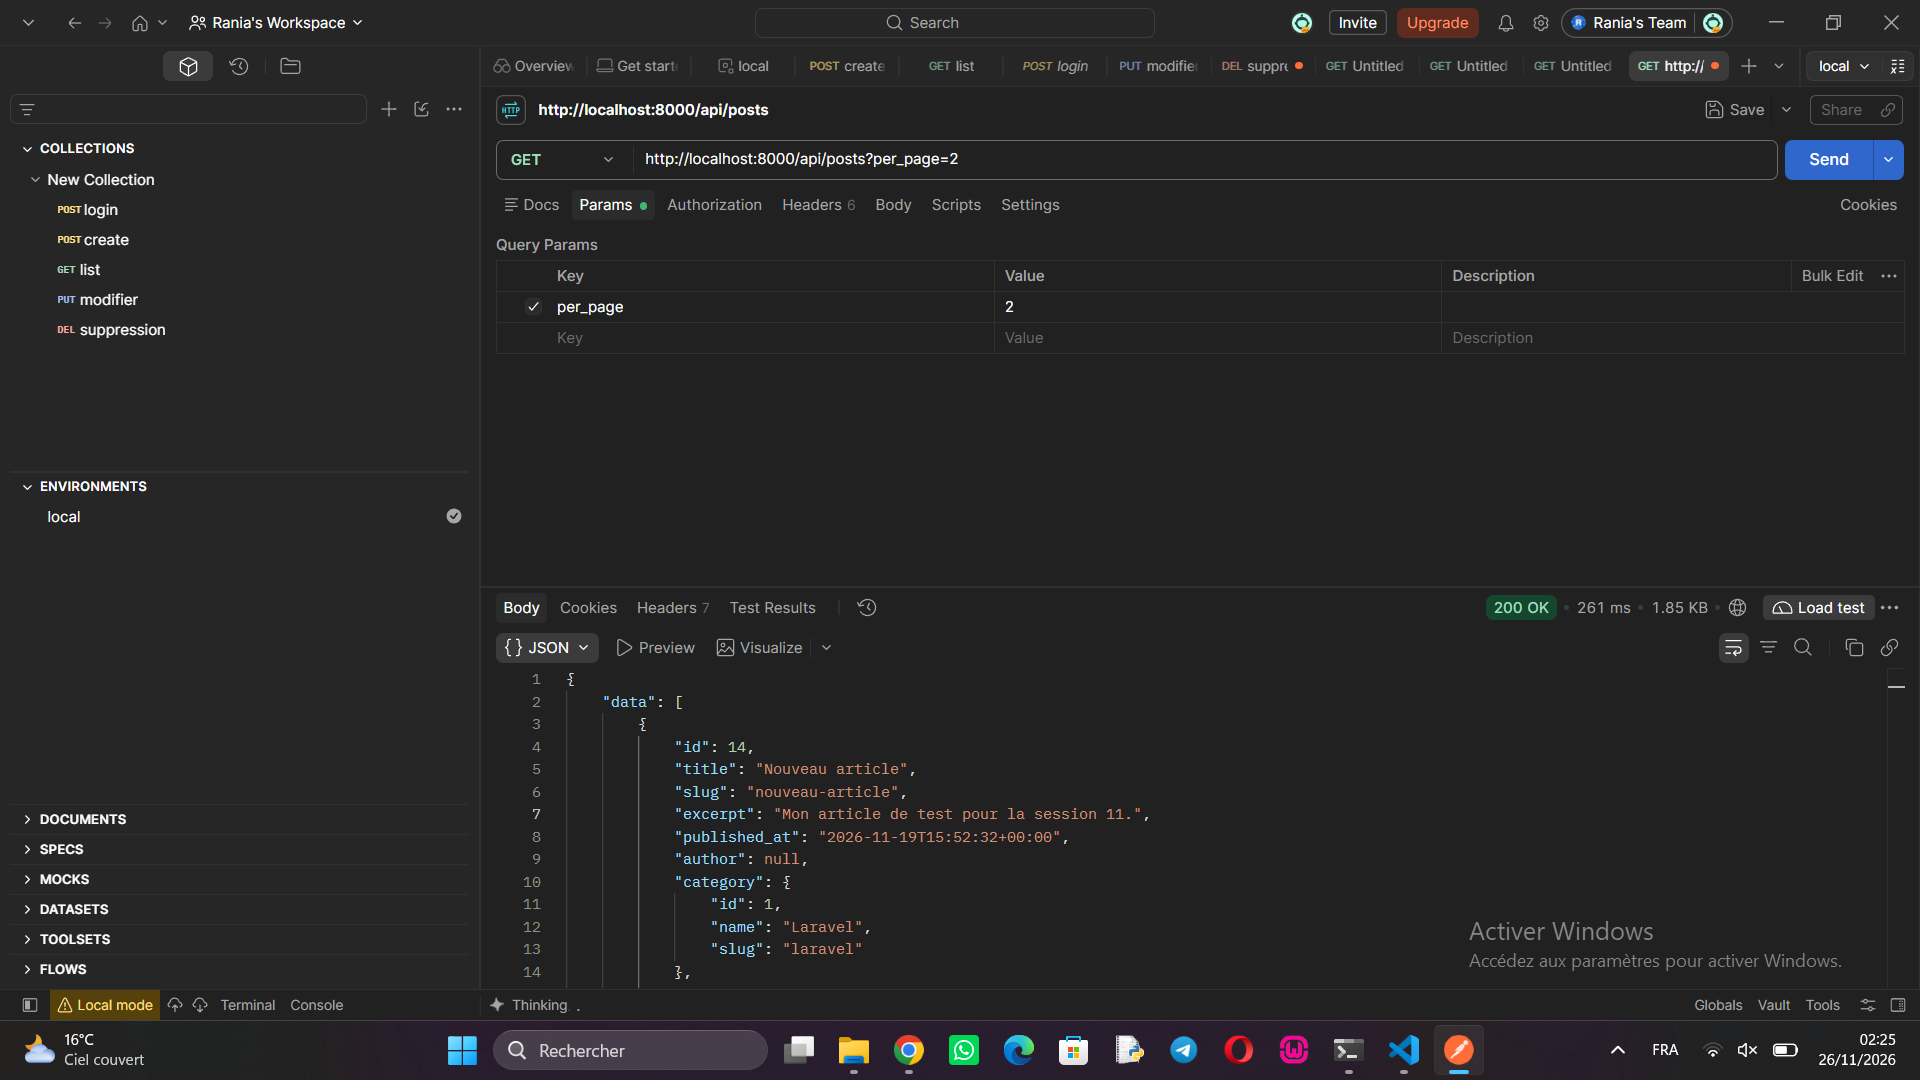 Rania's Workspace
Search
Invite
Upgrade
Rania's Team
Overview
Get start
local
POST create
GET list
POST login
PUT modifie
DEL suppre
GET Untitled
GET Untitled
GET Untitled
GET http:/
local
HTTP
http://localhost:8000/api/posts
Save
Share
COLLECTIONS
New Collection
POST login
POST create
GET list
PUT modifier
DEL suppression
GET
http://localhost:8000/api/posts?per_page=2
Send
Docs
Params
Authorization
Headers 6
Body
Scripts
Settings
Cookies
Query Params
Key
Value
Description
Bulk Edit
per_page
2
Key
Value
Description
ENVIRONMENTS
local
DOCUMENTS
SPECS
MOCKS
DATASETS
TOOLSETS
FLOWS
Body
Cookies
Headers 7
Test Results
200 OK
261 ms
1.85 KB
Load test
{} JSON
Preview
Visualize
1 {
2 "data": [
3 {
4 "id": 14,
5 "title": "Nouveau article",
6 "slug": "nouveau-article",
7 "excerpt": "Mon article de test pour la session 11.",
8 "published_at": "2026-11-19T15:52:32+00:00",
9 "author": null,
10 "category": {
11 "id": 1,
12 "name": "Laravel",
13 "slug": "laravel"
14 },
Activer Windows
Accédez aux paramètres pour activer Windows.
Local mode
Terminal
Console
Thinking .
Globals
Vault
Tools
16°C
Ciel couvert
Rechercher
FRA
02:25
26/11/2026